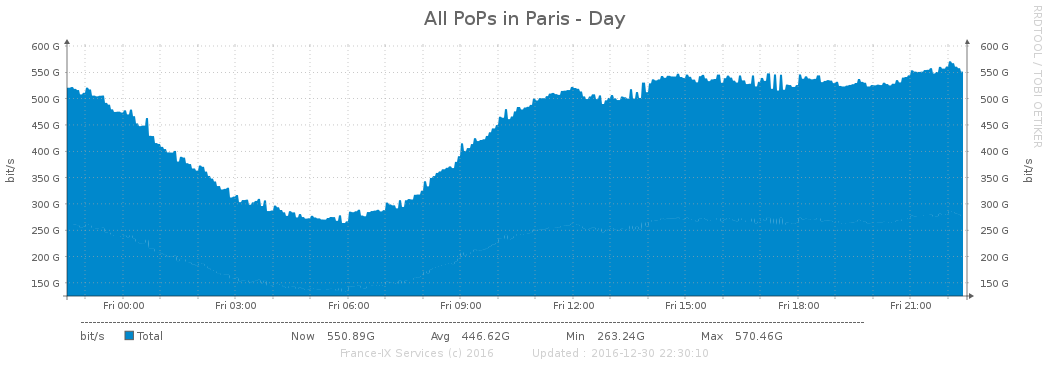 All PoPs in Paris - Day
RRDTOOL / TOBI OETIKER
600 G 600 G
550 G 550 G
500 G 500 G
450 G 450 G
400 G 400 G
350 G 350 G
300 G 300 G
250 G 250 G
200 G 200 G
150 G 150 G
bit/s
bit/s
Fri 00:00 Fri 03:00 Fri 06:00 Fri 09:00 Fri 12:00 Fri 15:00 Fri 18:00 Fri 21:00
bit/s Total Now 550.89G Avg 446.62G Min 263.24G Max 570.46G
France-IX Services (c) 2016 Updated : 2016-12-30 22:30:10